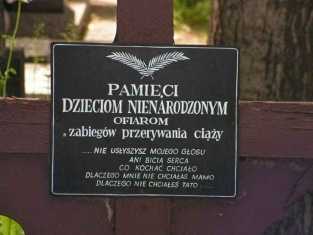 PAMIĘCI
DZIECIOM NIENARODZONYM
OFIAROM
„zabiegów przerywania ciąży
.....NIE USŁYSZYSZ MOJEGO GŁOSU
ANI BICIA SERCA
CO KOCHAĆ CHCIAŁO
DLACZEGO MNIE NIE CHCIAŁAŚ MAMO
DLACZEGO NIE CHCIAŁEŚ TATO.....